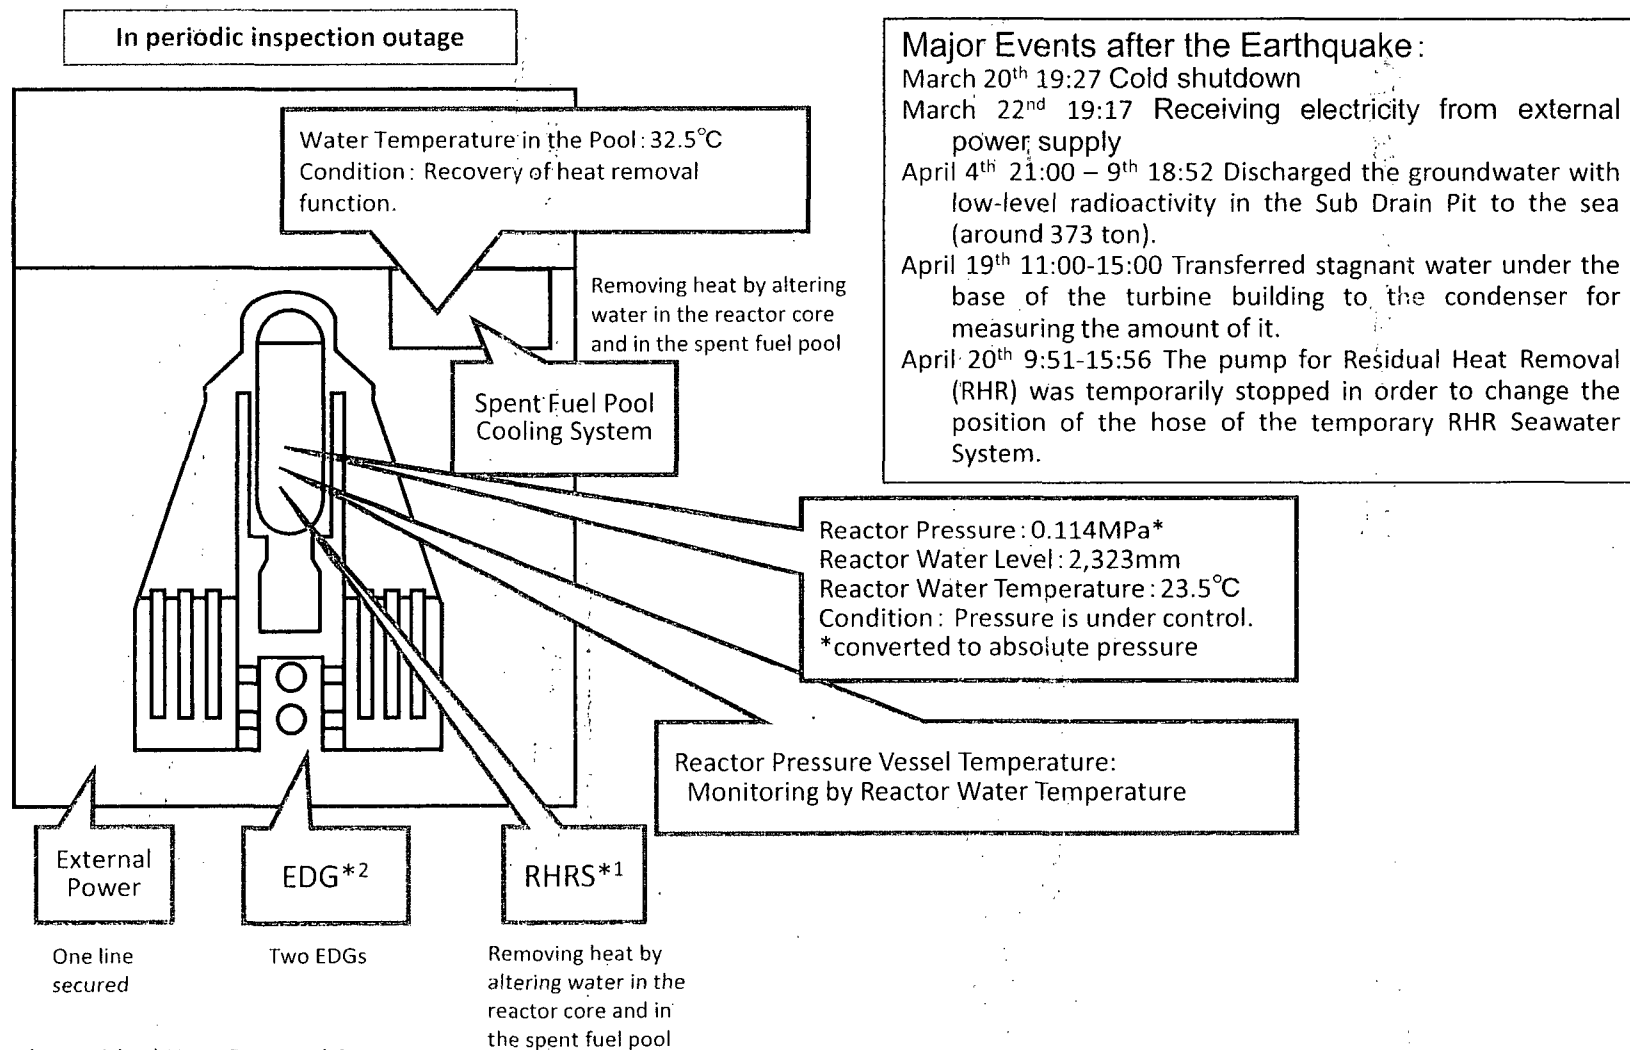 In periodic inspection outage
Major Events after the Earthquake:
March 20th 19:27 Cold shutdown
March 22nd 19:17 Receiving electricity from external
power supply
April 4th 21:00 – 9th 18:52 Discharged the groundwater with
low-level radioactivity in the Sub Drain Pit to the sea
(around 373 ton).
April 19th 11:00-15:00 Transferred stagnant water under the
base of the turbine building to the condenser for
measuring the amount of it.
April 20th 9:51-15:56 The pump for Residual Heat Removal
(RHR) was temporarily stopped in order to change the
position of the hose of the temporary RHR Seawater
System.
Water Temperature in the Pool : 32.5℃
Condition : Recovery of heat removal
function.
Removing heat by altering
water in the reactor core
and in the spent fuel pool
Spent Fuel Pool
Cooling System
Reactor Pressure : 0.114MPa*
Reactor Water Level : 2,323mm
Reactor Water Temperature : 23.5℃
Condition : Pressure is under control.
*converted to absolute pressure
Reactor Pressure Vessel Temperature:
Monitoring by Reactor Water Temperature
External
Power
EDG*2
RHRS*1
One line
secured
Two EDGs
Removing heat by
altering water in the
reactor core and in
the spent fuel pool